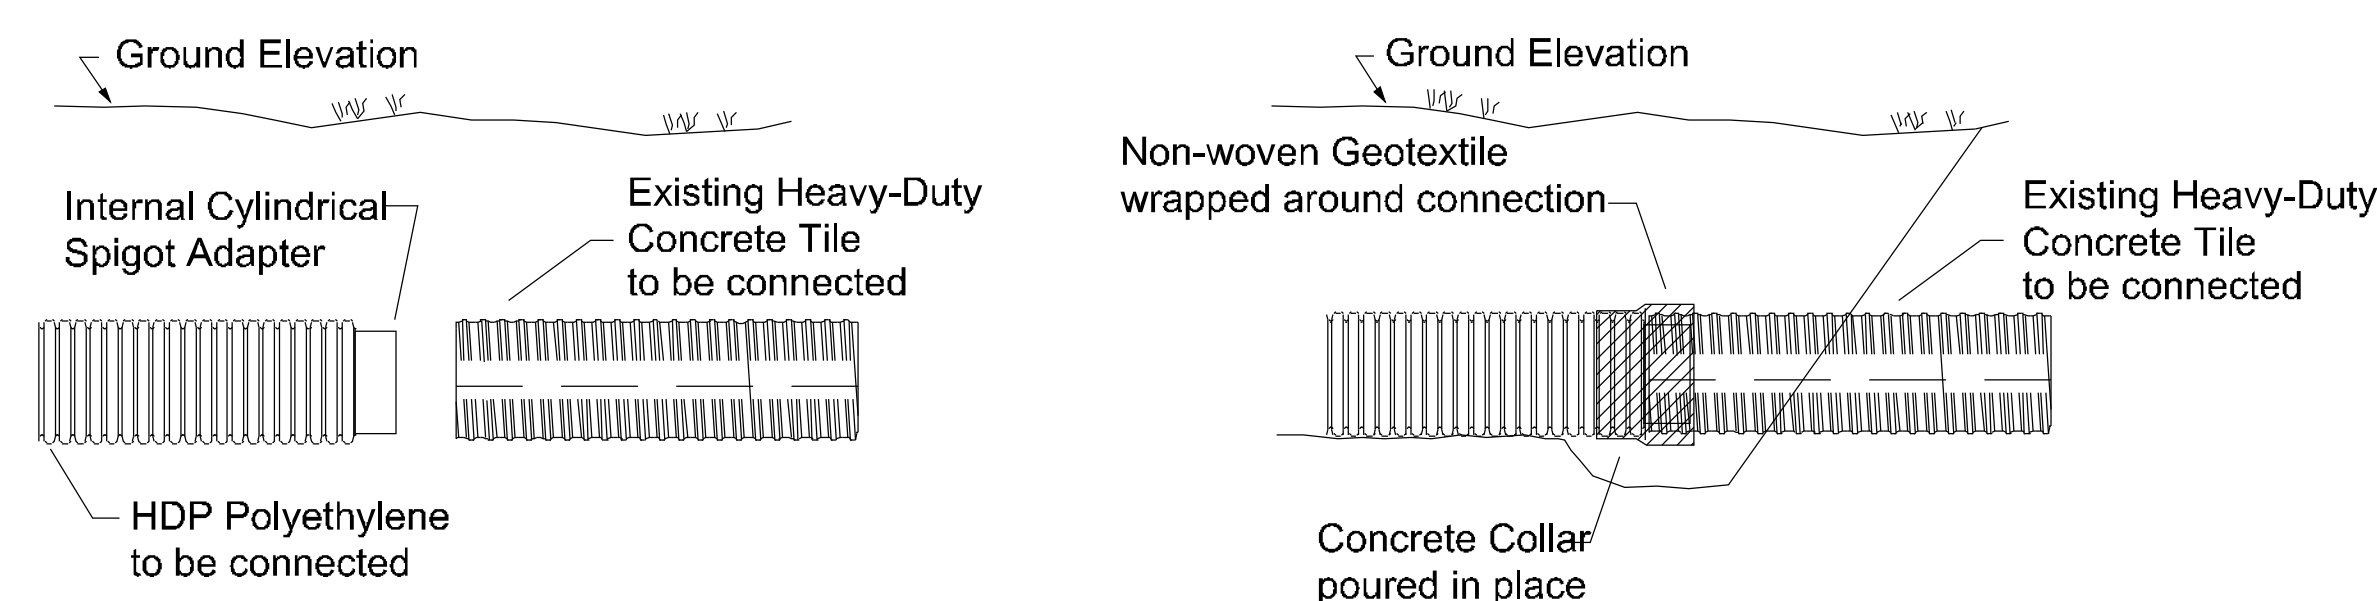 Ground Elevation
Internal Cylindrical
Spigot Adapter
Existing Heavy-Duty
Concrete Tile
to be connected
HDP Polyethylene
to be connected
Ground Elevation
Non-woven Geotextile
wrapped around connection
Existing Heavy-Duty
Concrete Tile
to be connected
Concrete Collar
poured in place